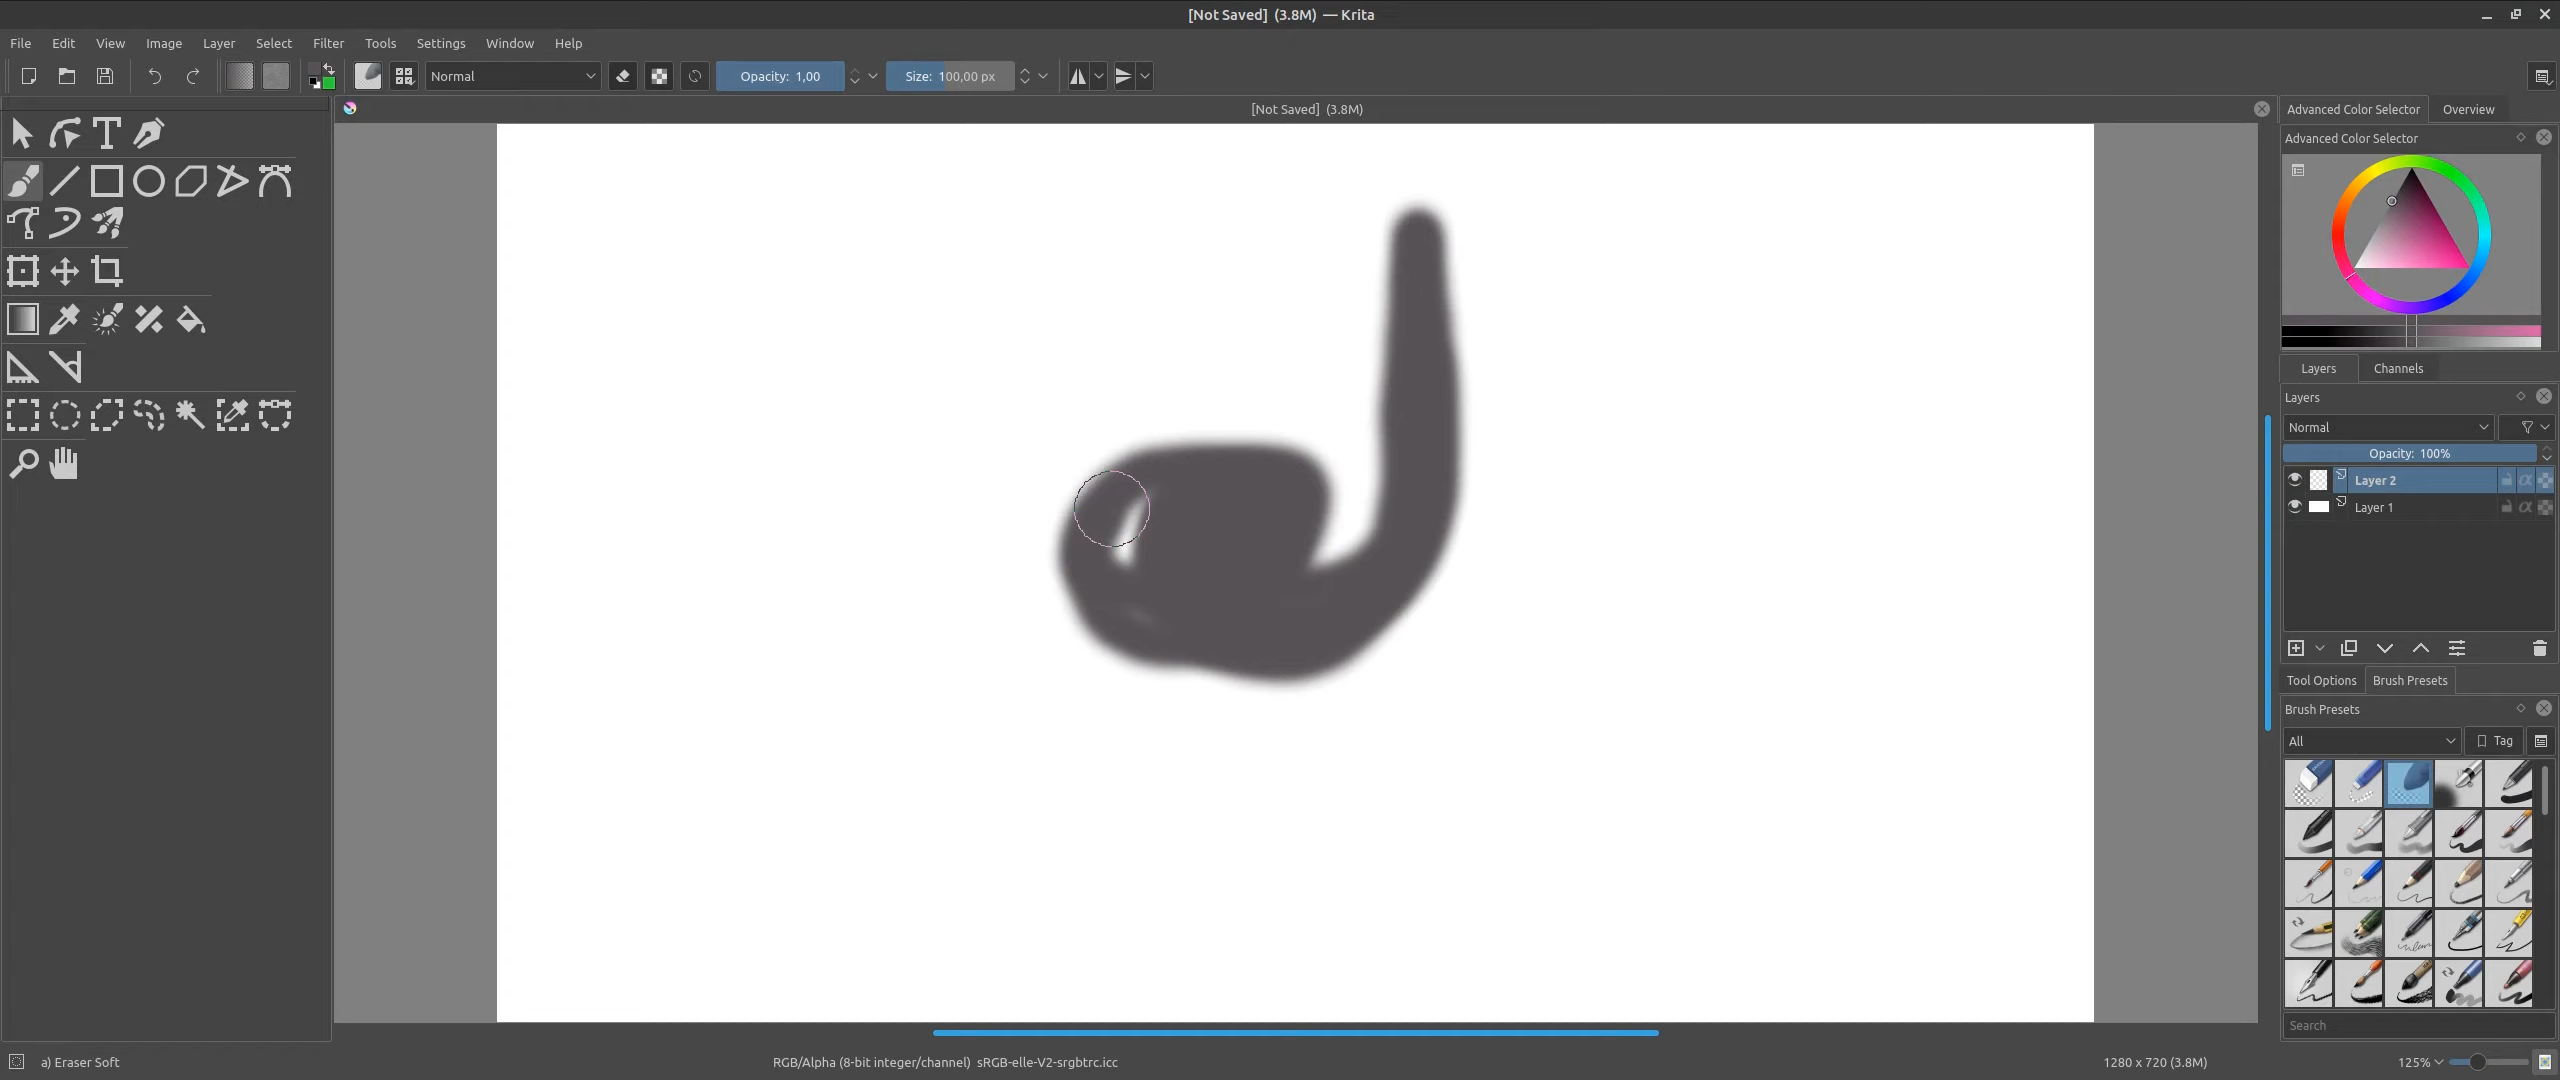 [Not Saved]  (3.8M)  — Krita
File Edit View Image Layer Select Filter Tools Settings Window Help
Normal Opacity: 1,00 Size: 100,00 px
[Not Saved]  (3.8M)
Advanced Color Selector Overview
Advanced Color Selector
T
Layers Channels
Layers
Normal
Opacity: 100%
Layer 2
Layer 1
Tool Options Brush Presets
Brush Presets
All Tag
Search
a) Eraser Soft
RGB/Alpha (8-bit integer/channel)  sRGB-elle-V2-srgbtrc.icc
1280 x 720 (3.8M)
125%